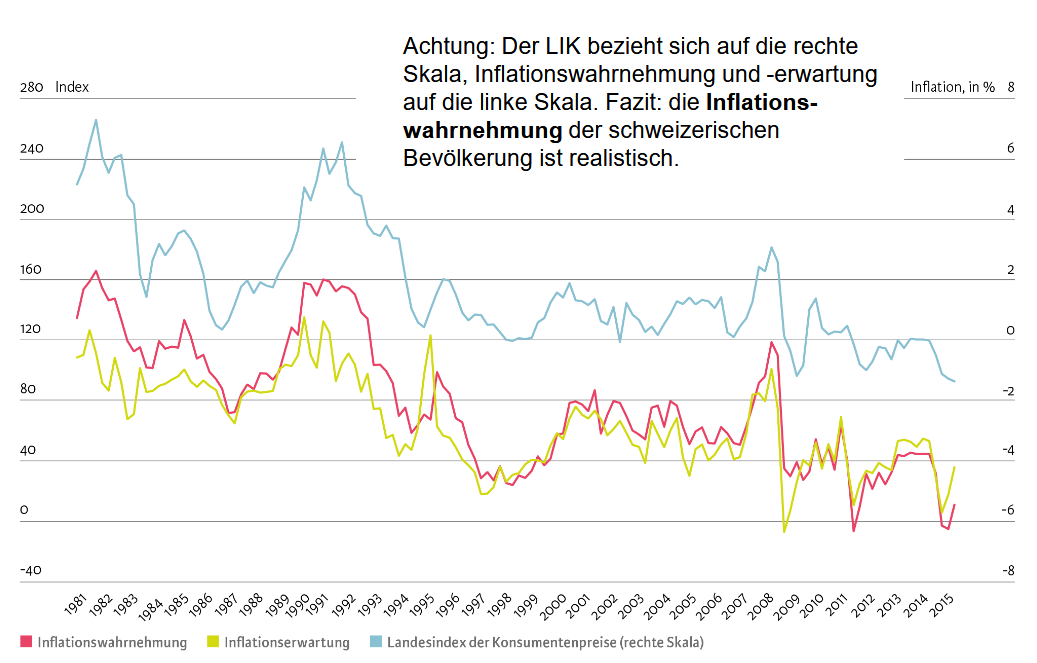 Achtung: Der LIK bezieht sich auf die rechte
Skala, Inflationswahrnehmung und -erwartung
auf die linke Skala. Fazit: die Inflations-
wahrnehmung der schweizerischen
Bevölkerung ist realistisch.
280 Index
Inflation, in % 8
240 6
200 4
160 2
120 0
80 -2
40 -4
0 -6
-40 -8
1981 1982 1983 1984 1985 1986 1987 1988 1989 1990 1991 1992 1993 1994 1995 1996 1997 1998 1999 2000 2001 2002 2003 2004 2005 2006 2007 2008 2009 2010 2011 2012 2013 2014 2015
Inflationswahrnehmung Inflationserwartung Landesindex der Konsumentenpreise (rechte Skala)